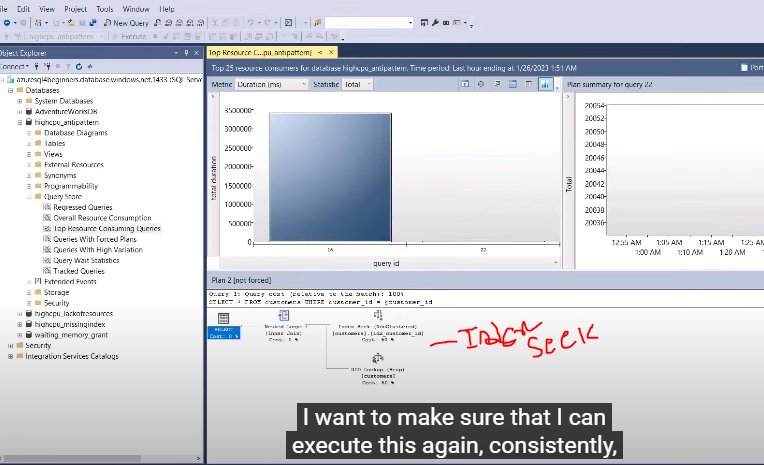 ile Edit View Project Tools Window Help
New Query
highcpu_antipattern Execute
Object Explorer
Connect
azuresql4beginners.database.windows.net,1433 (SQL Serve
Databases
System Databases
AdventureWorksDB
highcpu_antipattern
Database Diagrams
Tables
Views
External Resources
Synonyms
Programmability
Query Store
Regressed Queries
Overall Resource Consumption
Top Resource Consuming Queries
Queries With Forced Plans
Queries With High Variation
Query Wait Statistics
Tracked Queries
Extended Events
Storage
Security
highcpu_lackofresources
highcpu_missingindex
waiting_memory_grant
Security
Integration Services Catalogs
Top Resource C...pu_antipattern]
Top 25 resource consumers for database highcpu_antipattern. Time period: Last hour ending at 1/26/2023 1:51 AM
Port
Metric Duration (ms) Statistic Total
3500000
3000000
2500000
2000000
1500000
1000000
500000
0
total duration
16 22
query id
Plan summary for query 22
20054
20050
20048
20046
20044
20042
20040
20038
20036
Total
12:55 AM 1:05 AM 1:15 AM 1:25 A
1:00 AM 1:10 AM 1:20 AM
Plan 2 [not forced]
Query 1: Query cost (relative to the batch): 100%
SELECT * FROM customers WHERE customer_id = @customer_id
SELECT
Cost: 0 %
Nested Loops
(Inner Join)
Cost: 0 %
Index Seek (NonClustered)
[customers].[idx_customer_id]
Cost: 50 %
RID Lookup (Heap)
[customers]
Cost: 50 %
INDEX
SEEK
I want to make sure that I can
execute this again, consistently,